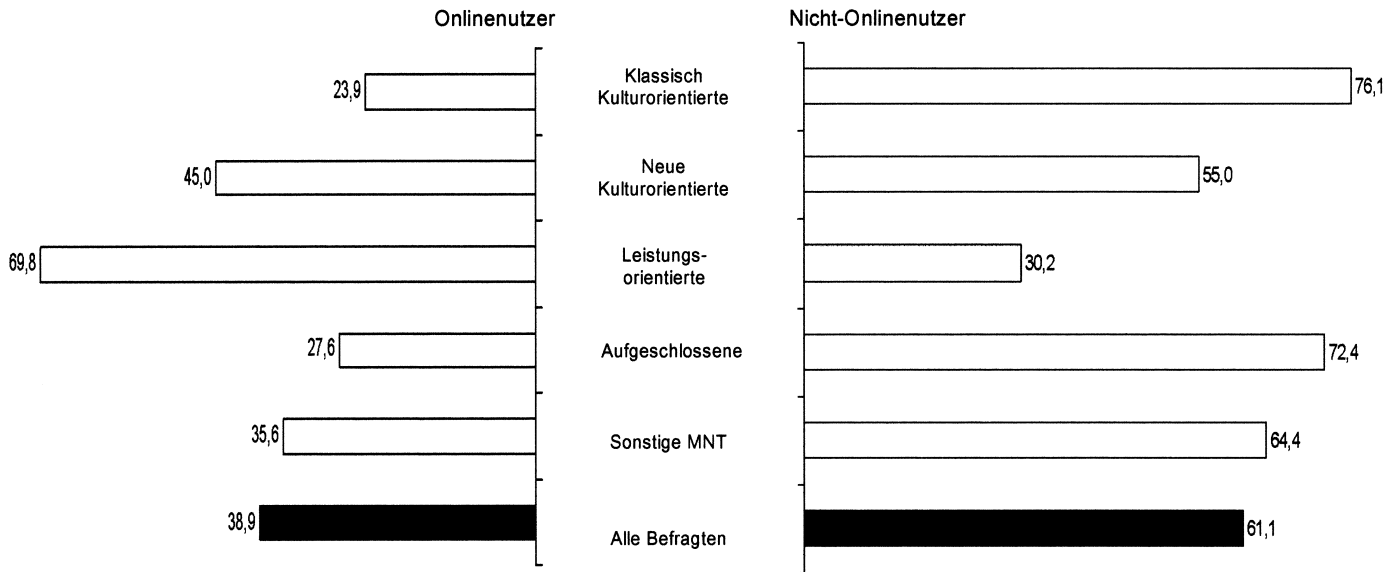 Onlinenutzer Nicht-Onlinenutzer
23,9 Klassisch Kulturorientierte 76,1
45,0 Neue Kulturorientierte 55,0
69,8 Leistungs-orientierte 30,2
27,6 Aufgeschlossene 72,4
35,6 Sonstige MNT 64,4
38,9 Alle Befragten 61,1